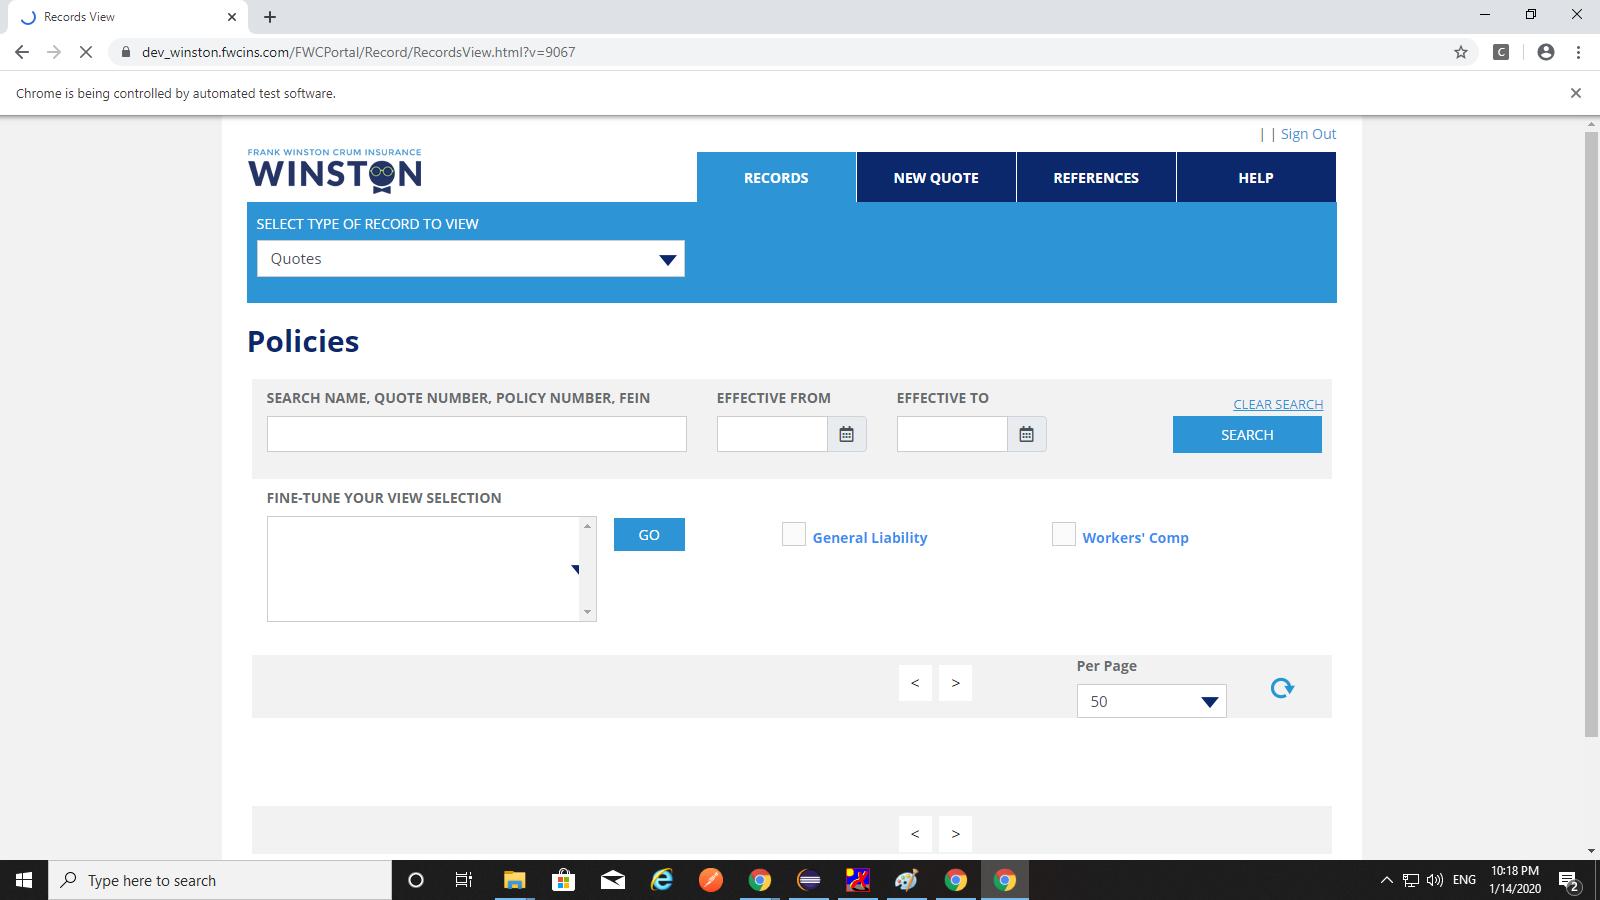 Records View
dev_winston.fwcins.com/FWCPortal/Record/RecordsView.html?v=9067
C
Chrome is being controlled by automated test software.
| | Sign Out
FRANK WINSTON CRUM INSURANCE
WINSTON
RECORDS NEW QUOTE REFERENCES HELP
SELECT TYPE OF RECORD TO VIEW
Quotes
Policies
SEARCH NAME, QUOTE NUMBER, POLICY NUMBER, FEIN EFFECTIVE FROM EFFECTIVE TO
CLEAR SEARCH
SEARCH
FINE-TUNE YOUR VIEW SELECTION
GO General Liability Workers' Comp
Per Page
< >
50
< >
Type here to search
ENG
10:18 PM
1/14/2020
2